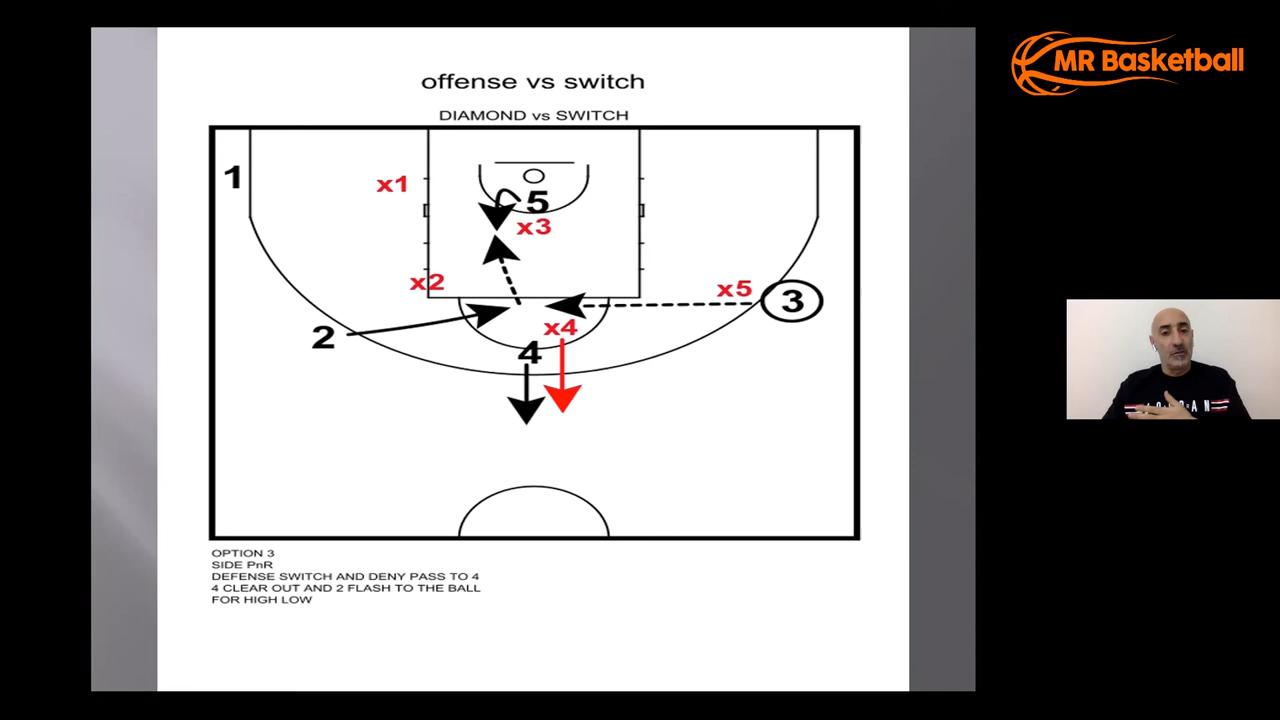 MR Basketball
offense vs switch
DIAMOND vs SWITCH
1
x1
5
x3
x2
x5
3
x4
2
4
OPTION 3
SIDE PnR
DEFENSE SWITCH AND DENY PASS TO 4
4 CLEAR OUT AND 2 FLASH TO THE BALL
FOR HIGH LOW